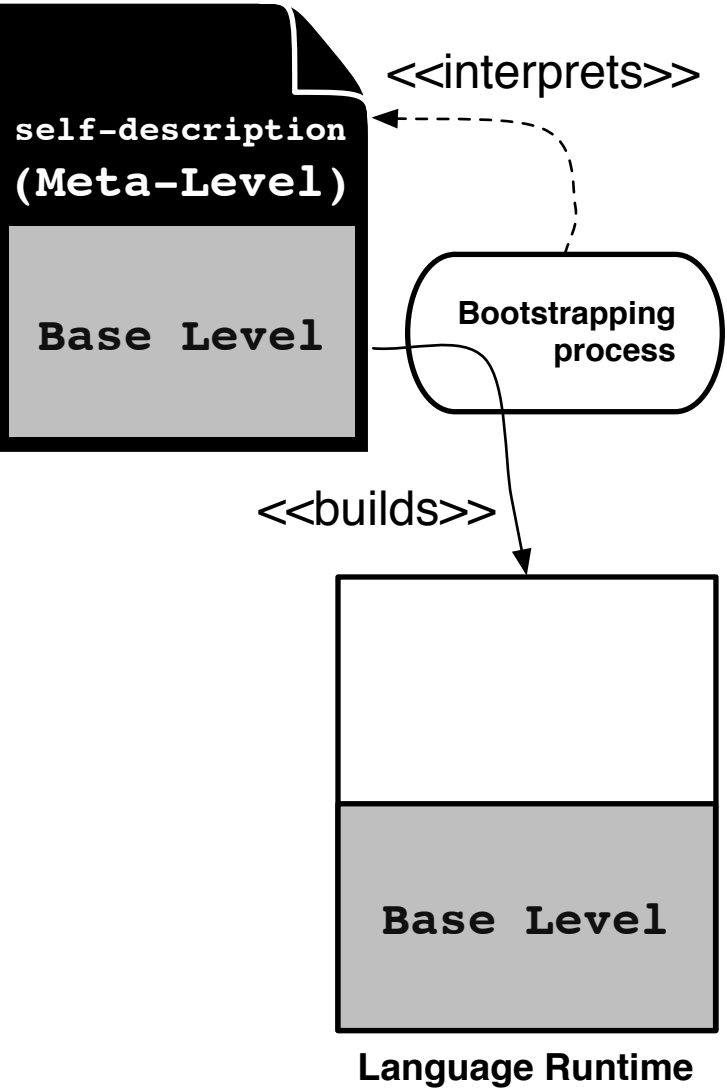 <<interprets>>
self-description
(Meta-Level)
Base Level
Bootstrapping
process
<<builds>>
Base Level
Language Runtime